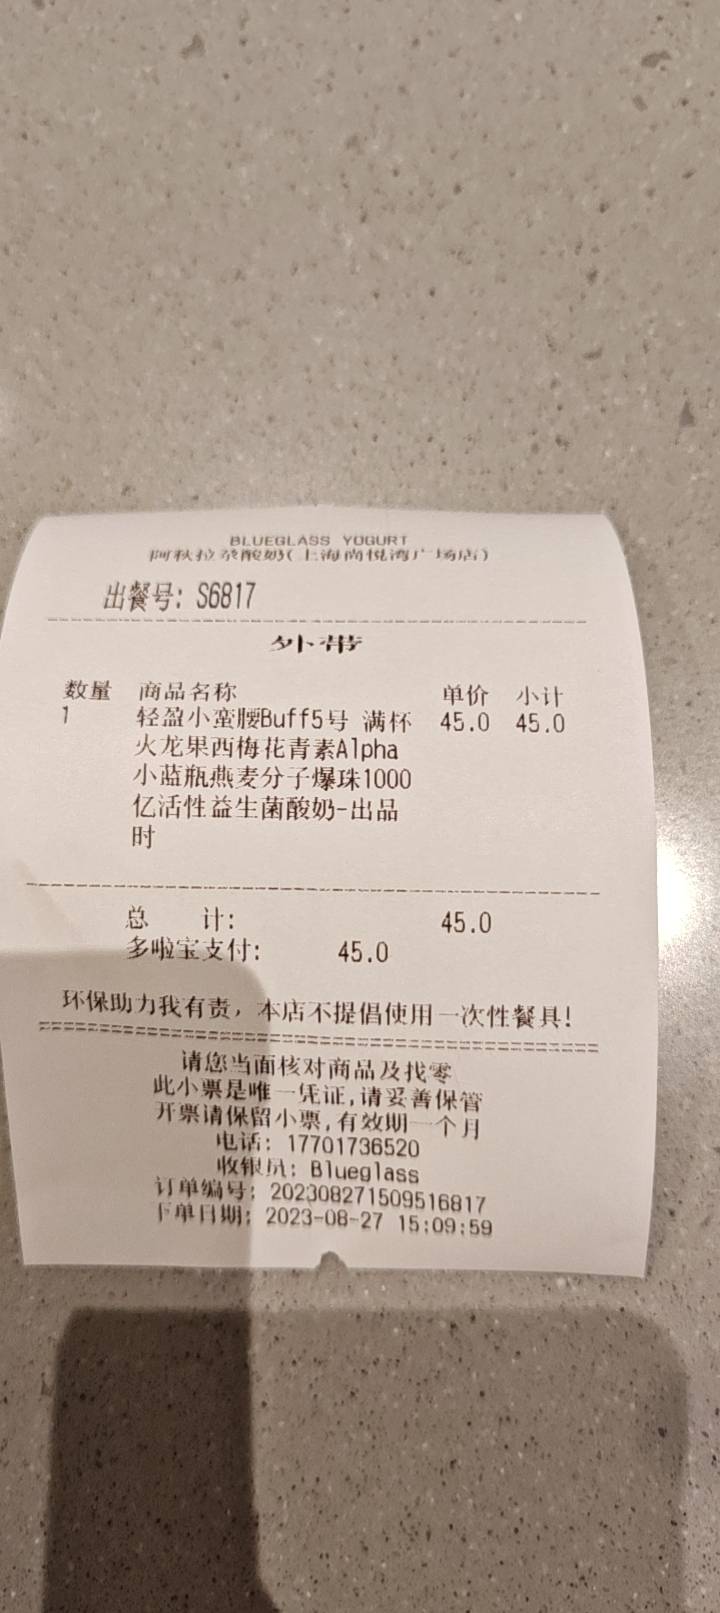 BLUEGLASS YOGURT
阿秋拉尕酸奶(上海尚悦湾广场店)
出餐号: S6817
外带
数量 商品名称 单价 小计
1 轻盈小蛮腰Buff5号 满杯 45.0 45.0
火龙果西梅花青素Alpha
小蓝瓶燕麦分子爆珠1000
亿活性益生菌酸奶-出品
时
总 计: 45.0
多啦宝支付: 45.0
环保助力我有责, 本店不提倡使用一次性餐具!
请您当面核对商品及找零
此小票是唯一凭证,请妥善保管
开票请保留小票,有效期一个月
电话: 17701736520
收银员: Blueglass
订单编号: 202308271509516817
下单日期: 2023-08-27 15:09:59